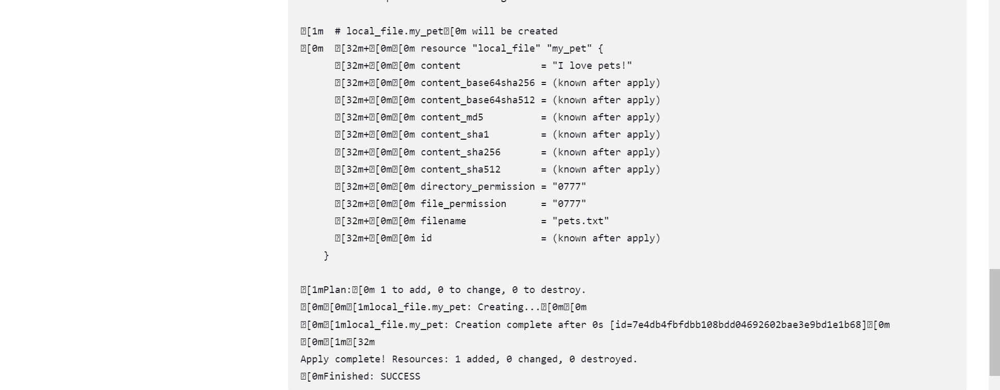 �[1m  # local_file.my_pet�[0m will be created
�[0m  �[32m+�[0m�[0m resource "local_file" "my_pet" {
      �[32m+�[0m�[0m content              = "I love pets!"
      �[32m+�[0m�[0m content_base64sha256 = (known after apply)
      �[32m+�[0m�[0m content_base64sha512 = (known after apply)
      �[32m+�[0m�[0m content_md5          = (known after apply)
      �[32m+�[0m�[0m content_sha1         = (known after apply)
      �[32m+�[0m�[0m content_sha256       = (known after apply)
      �[32m+�[0m�[0m content_sha512       = (known after apply)
      �[32m+�[0m�[0m directory_permission = "0777"
      �[32m+�[0m�[0m file_permission      = "0777"
      �[32m+�[0m�[0m filename             = "pets.txt"
      �[32m+�[0m�[0m id                   = (known after apply)
    }
�[1mPlan:�[0m 1 to add, 0 to change, 0 to destroy.
�[0m�[0m�[1mlocal_file.my_pet: Creating...�[0m�[0m
�[0m�[1mlocal_file.my_pet: Creation complete after 0s [id=7e4db4fbfdbb108bdd04692602bae3e9bd1e1b68]�[0m
�[0m�[1m�[32m
Apply complete! Resources: 1 added, 0 changed, 0 destroyed.
�[0mFinished: SUCCESS